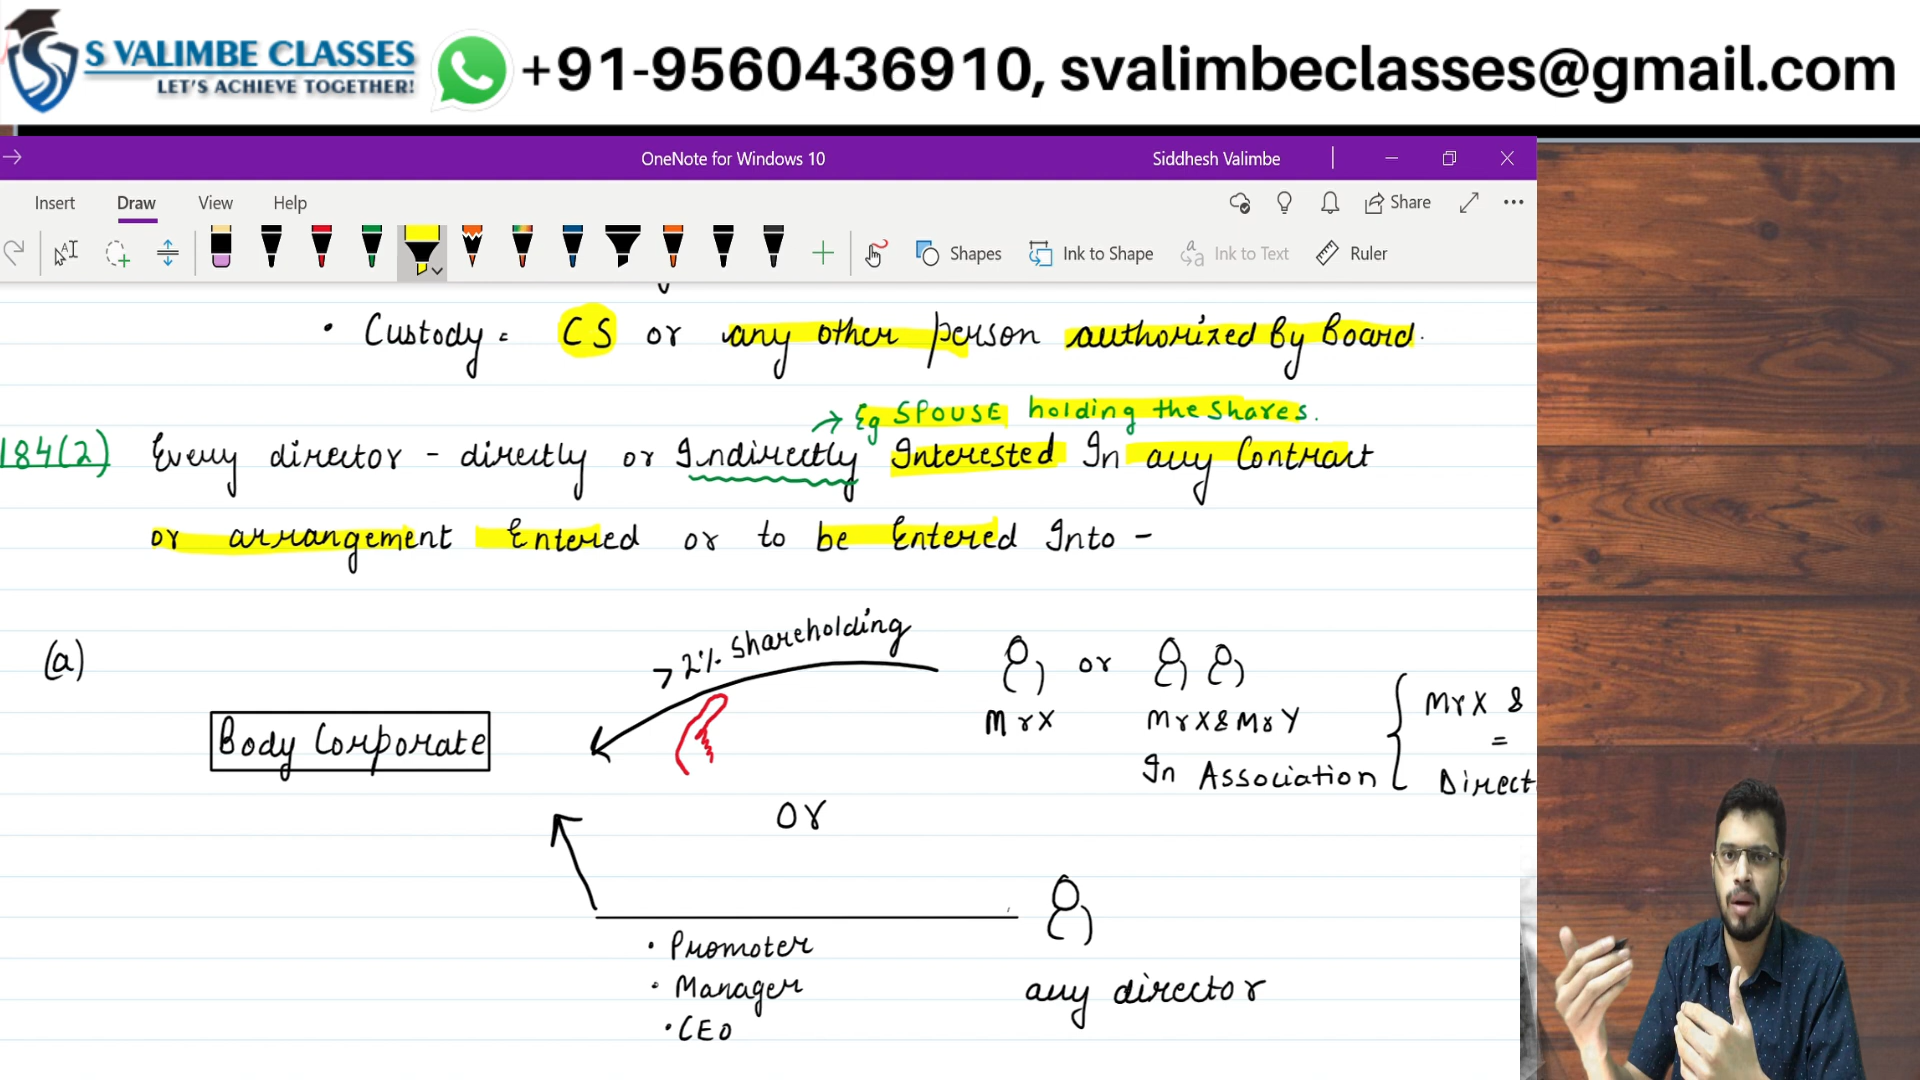 S VALIMBE CLASSES
LET'S ACHIEVE TOGETHER!
+91-9560436910, svalimbeclasses@gmail.com
OneNote for Windows 10
Siddhesh Valimbe
Insert Draw View Help
Share
Shapes Ink to Shape Ink to Text Ruler
• Custody = CS or any other person authorized By Board.
→ Eg SPOUSE holding the shares.
184(2) Every director - directly or Indirectly Interested In any Contract
or arrangement Entered or to be Entered Into -
> 2% Shareholding
(a)
or
Body Corporate
Mr X
Mr X & Mr Y
In Association
Mr X &
=
Direct
OR
• Promoter
• Manager
• CEO
any director